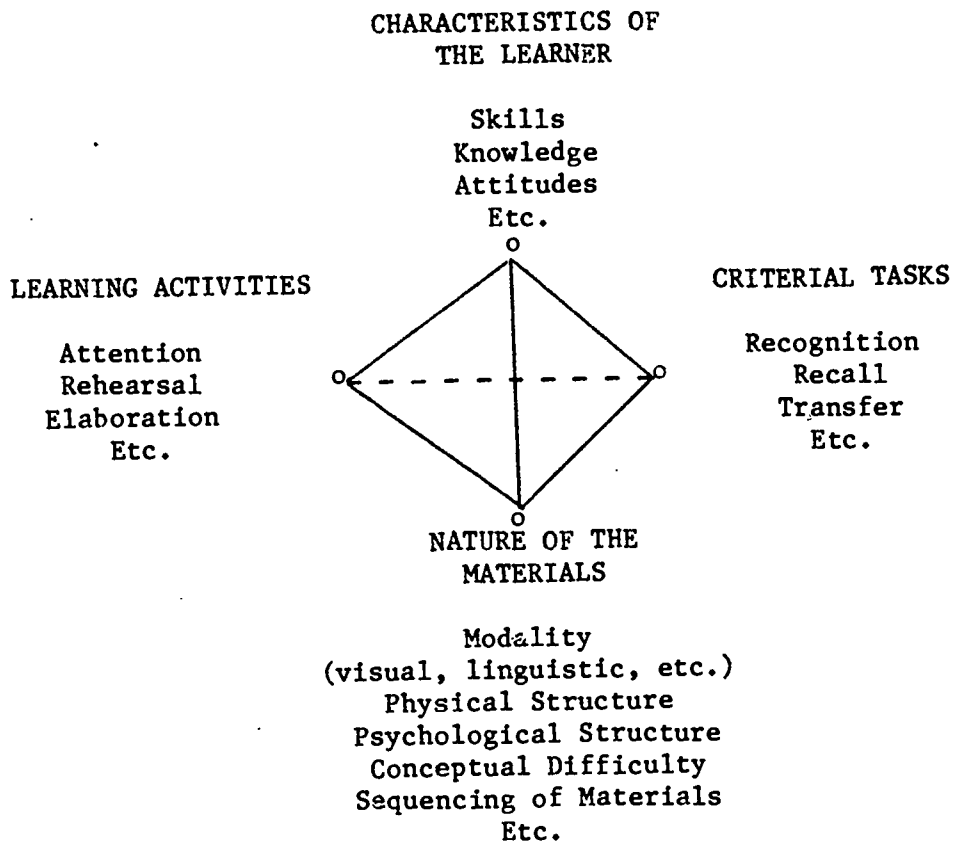 CHARACTERISTICS OF
THE LEARNER
Skills
Knowledge
Attitudes
Etc.
LEARNING ACTIVITIES
Attention
Rehearsal
Elaboration
Etc.
CRITERIAL TASKS
Recognition
Recall
Transfer
Etc.
NATURE OF THE
MATERIALS
Modality
(visual, linguistic, etc.)
Physical Structure
Psychological Structure
Conceptual Difficulty
Sequencing of Materials
Etc.